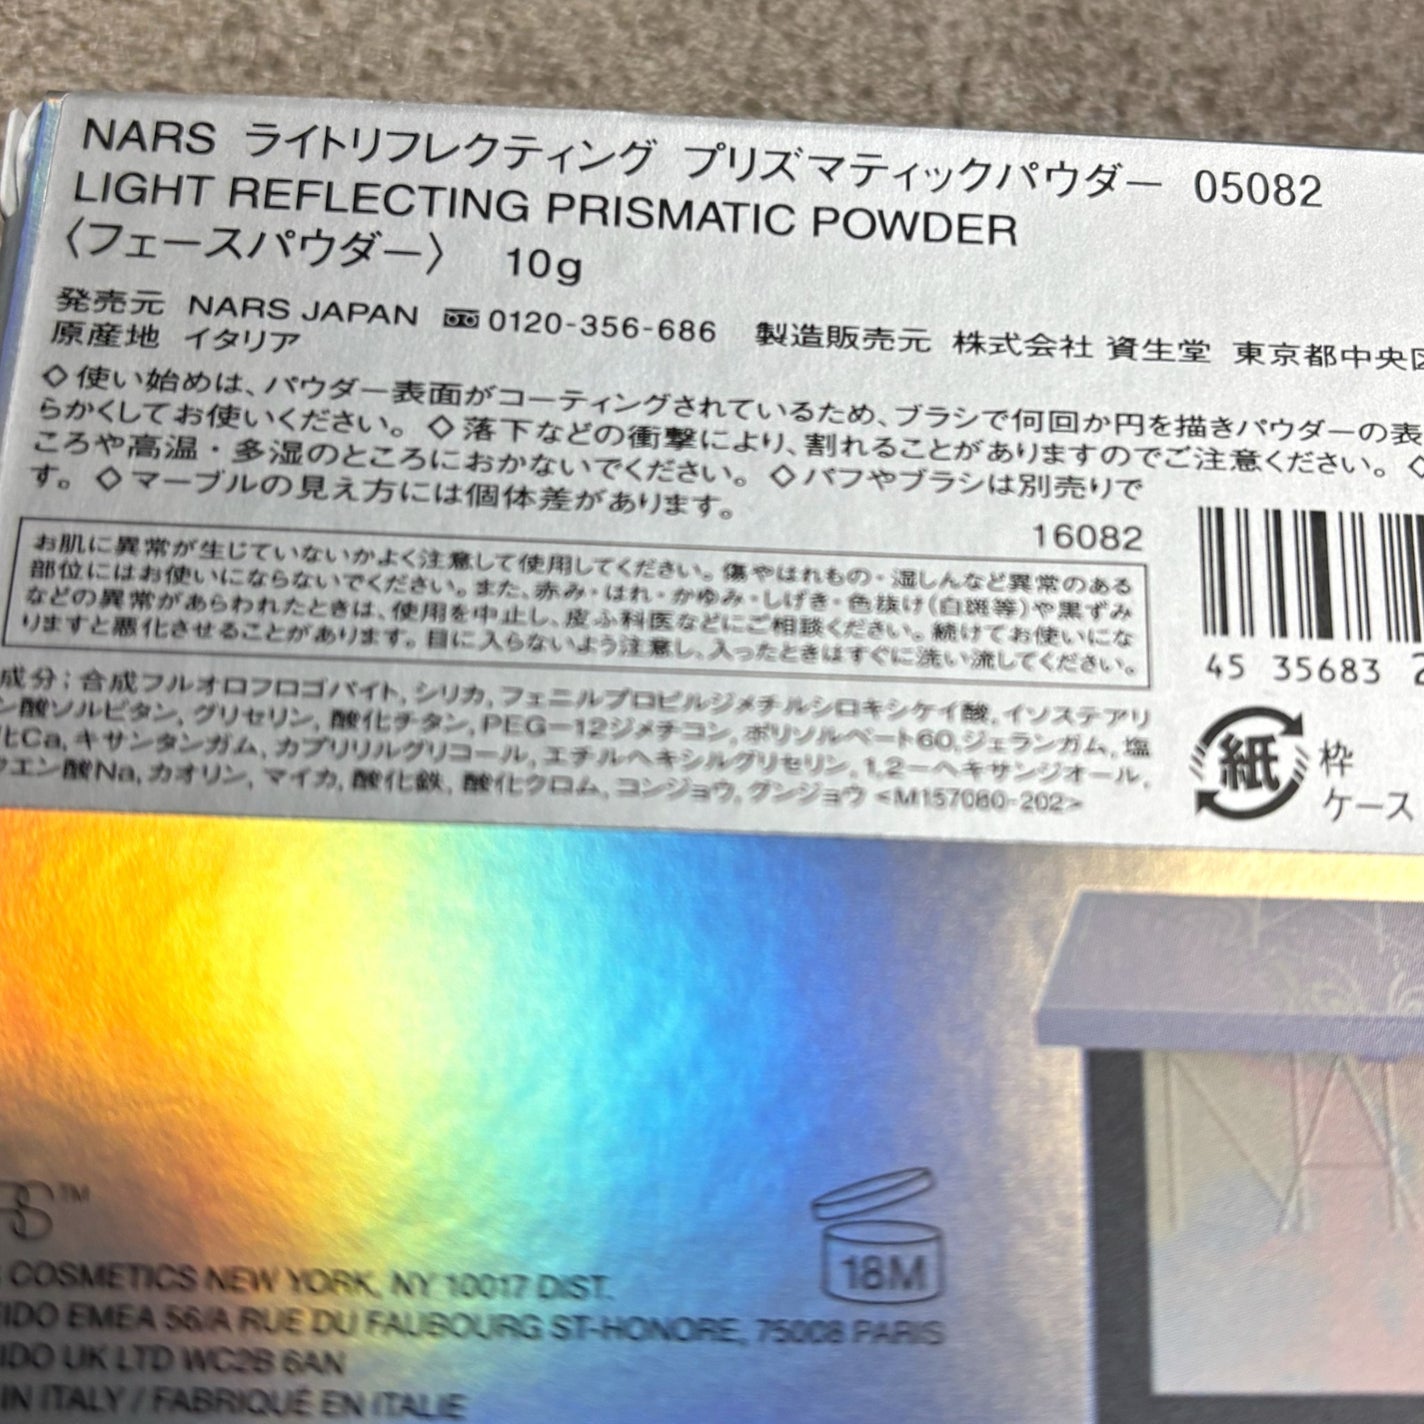 NARS ライトリフレクティング プリズマティックパウダー 05082
LIGHT REFLECTING PRISMATIC POWDER
〈フェースパウダー〉 10g
発売元 NARS JAPAN 0120-356-686 製造販売元 株式会社 資生堂 東京都中央区
原産地 イタリア
◇使い始めは、パウダー表面がコーティングされているため、ブラシで何回か円を描きパウダーの表
らかくしてお使いください。◇落下などの衝撃により、割れることがありますのでご注意ください。◇
ころや高温・多湿のところにおかないでください。◇パフやブラシは別売りで
す。◇マーブルの見え方には個体差があります。
16082
お肌に異常が生じていないかよく注意して使用してください。傷やはれもの・湿しんなど異常のある
部位にはお使いにならないでください。また、赤み・はれ・かゆみ・しげき・色抜け(白斑等)や黒ずみ
などの異常があらわれたときは、使用を中止し、皮ふ科医などにご相談ください。続けてお使いにな
りますと悪化させることがあります。目に入らないよう注意し、入ったときはすぐに洗い流してください。
45 35683 2
成分;合成フルオロフロゴパイト,シリカ,フェニルプロピルジメチルシロキシケイ酸,イソステアリ
ン酸ソルビタン,グリセリン,酸化チタン,PEG-12ジメチコン,ポリソルベート60,ジェランガム,塩
化Ca,キサンタンガム,カプリリルグリコール,エチルヘキシルグリセリン,1,2-ヘキサンジオール,
クエン酸Na,カオリン,マイカ,酸化鉄,酸化クロム,コンジョウ,グンジョウ <M157080-202>
紙
枠
ケース
RS™
18M
COSMETICS NEW YORK, NY 10017 DIST.
IDO EMEA 56/A RUE DU FAUBOURG ST-HONORE, 75008 PARIS
IDO UK LTD WC2B 6AN
IN ITALY / FABRIQUÉ EN ITALIE
NA